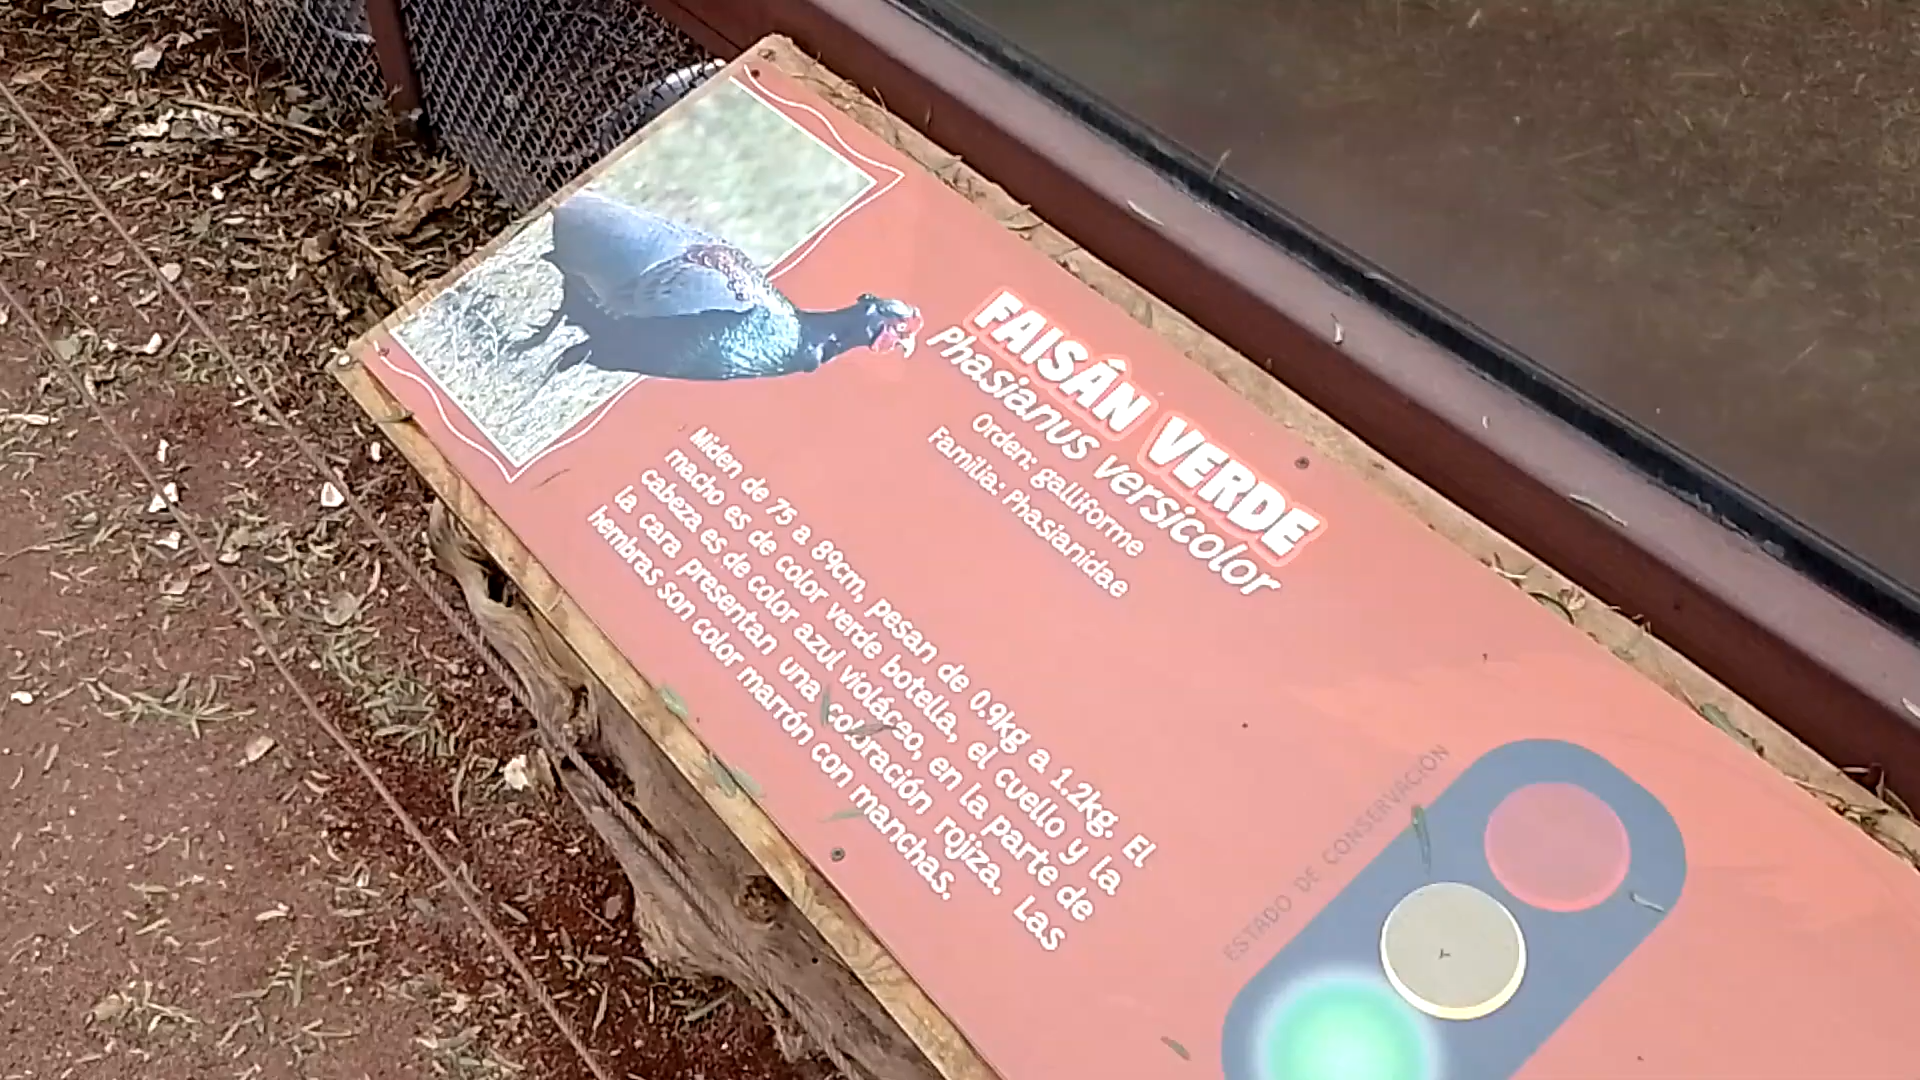 FAISÁN VERDE
Phasianus versicolor
Orden: galliforme
Familia: Phasianidae
Miden de 75 a 89cm, pesan de 0.9kg a 1.2kg. El
macho es de color verde botella, el cuello y la
cabeza es de color azul violáceo, en la parte de
la cara presentan una coloración rojiza. Las
hembras son color marrón con manchas.
ESTADO DE CONSERVACIÓN